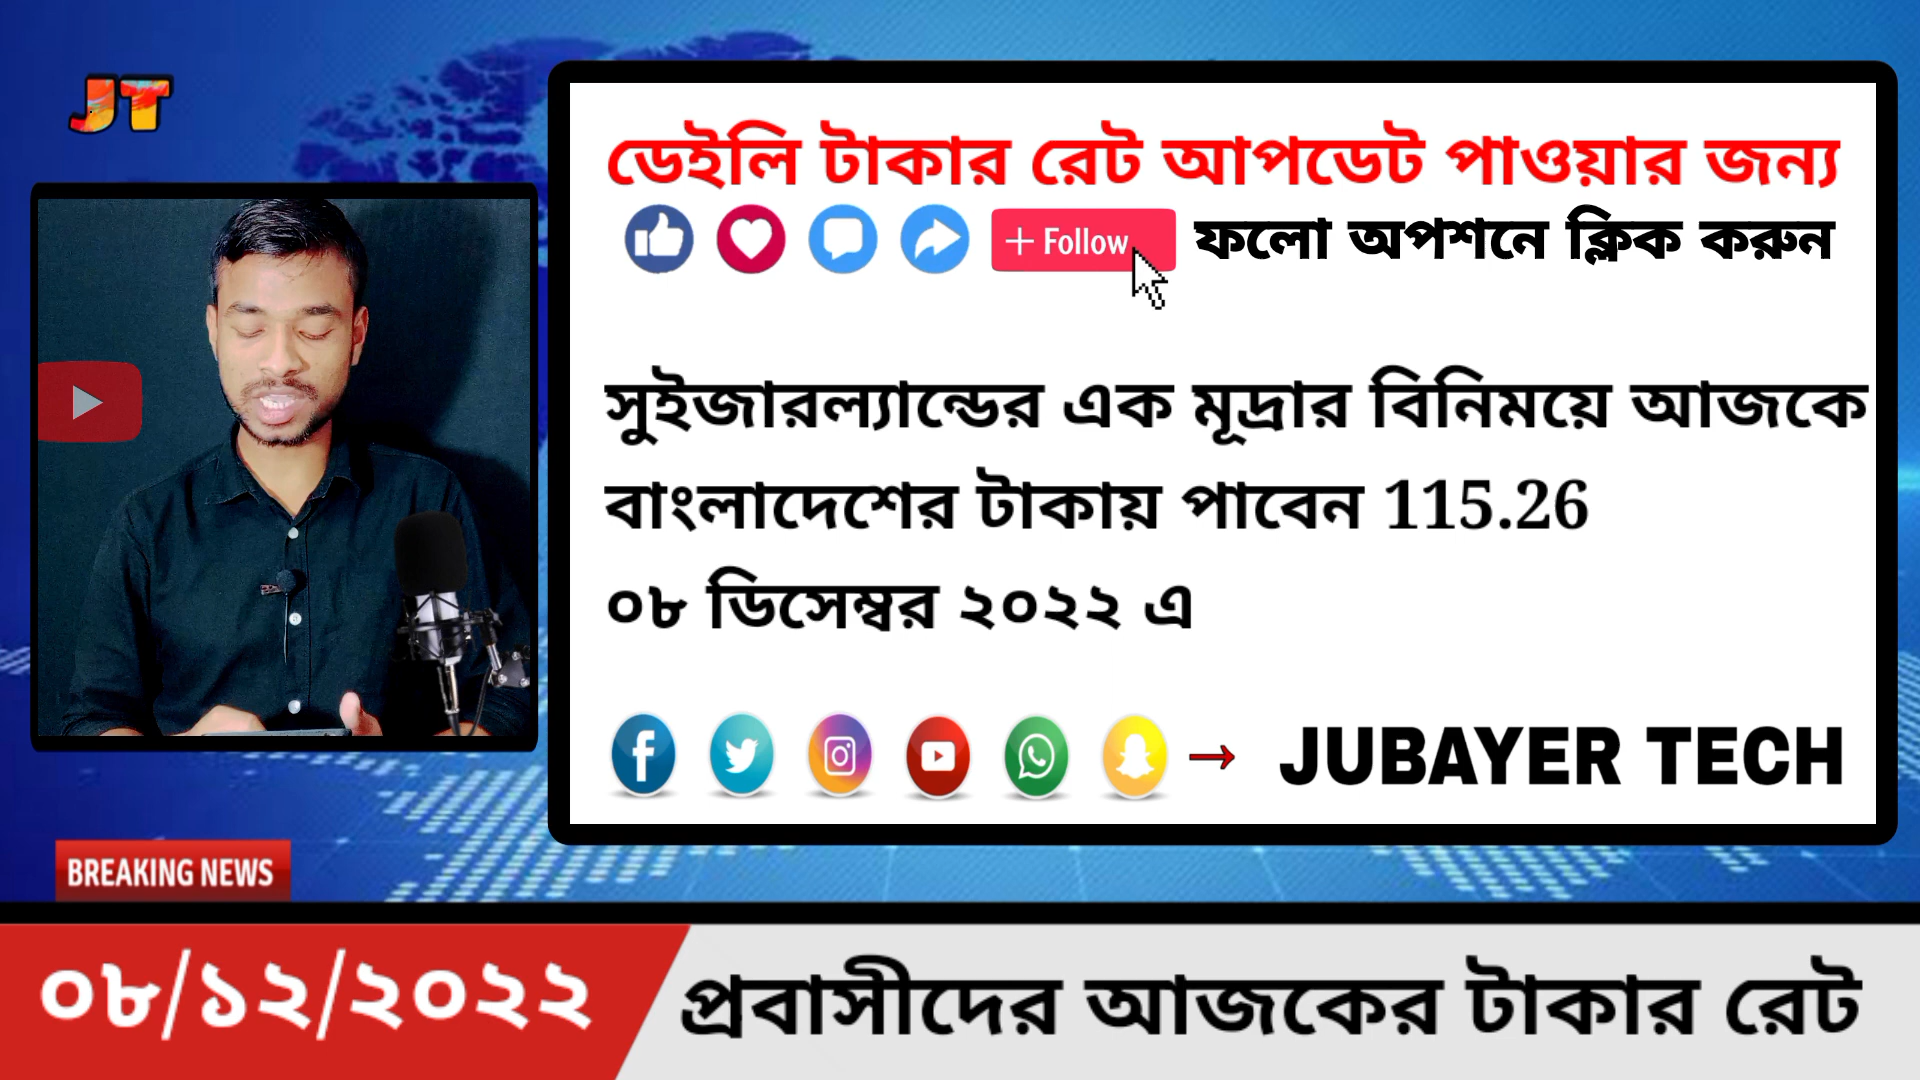 JT
ডেইলি টাকার রেট আপডেট পাওয়ার জন্য
+ Follow ফলো অপশনে ক্লিক করুন
সুইজারল্যান্ডের এক মূদ্রার বিনিময়ে আজকে
বাংলাদেশের টাকায় পাবেন 115.26
০৮ ডিসেম্বর ২০২২ এ
JUBAYER TECH
BREAKING NEWS
০৮/১২/২০২২
প্রবাসীদের আজকের টাকার রেট